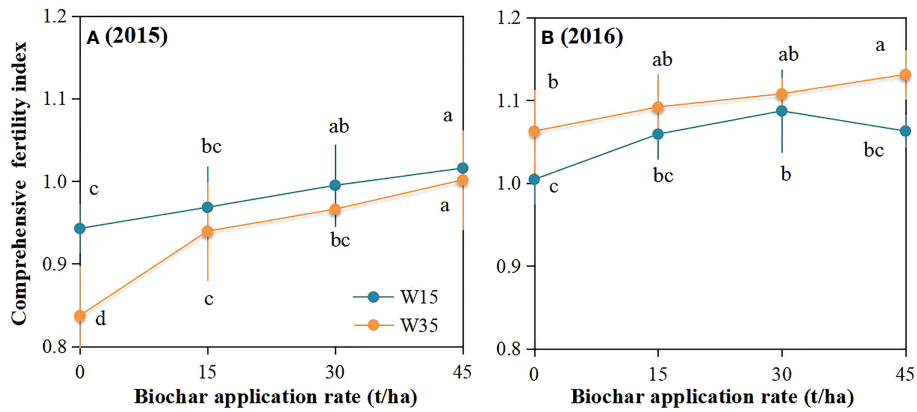 Comprehensive fertility index
1.2
1.1
1.0
0.9
0.8
A (2015)
c
bc
ab
a
d
c
bc
a
W15
W35
0
15
30
45
Biochar application rate (t/ha)
1.2
1.1
1.0
0.9
0.8
B (2016)
b
ab
ab
a
c
bc
b
bc
0
15
30
45
Biochar application rate (t/ha)